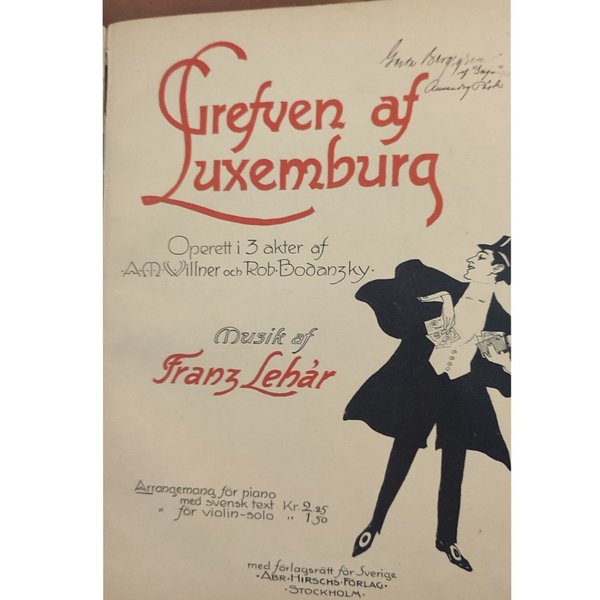 Grefven af
Luxemburg
Operett i 3 akter af
A.M. Willner och Rob. Bodanzky.
Musik af
Franz Lehár
Arrangemang för piano
med svensk text Kr. 2.25
" för violin-solo " 1.50
med förlagsrätt för Sverige
• ABR • HIRSCHS • FÖRLAG •
• STOCKHOLM •